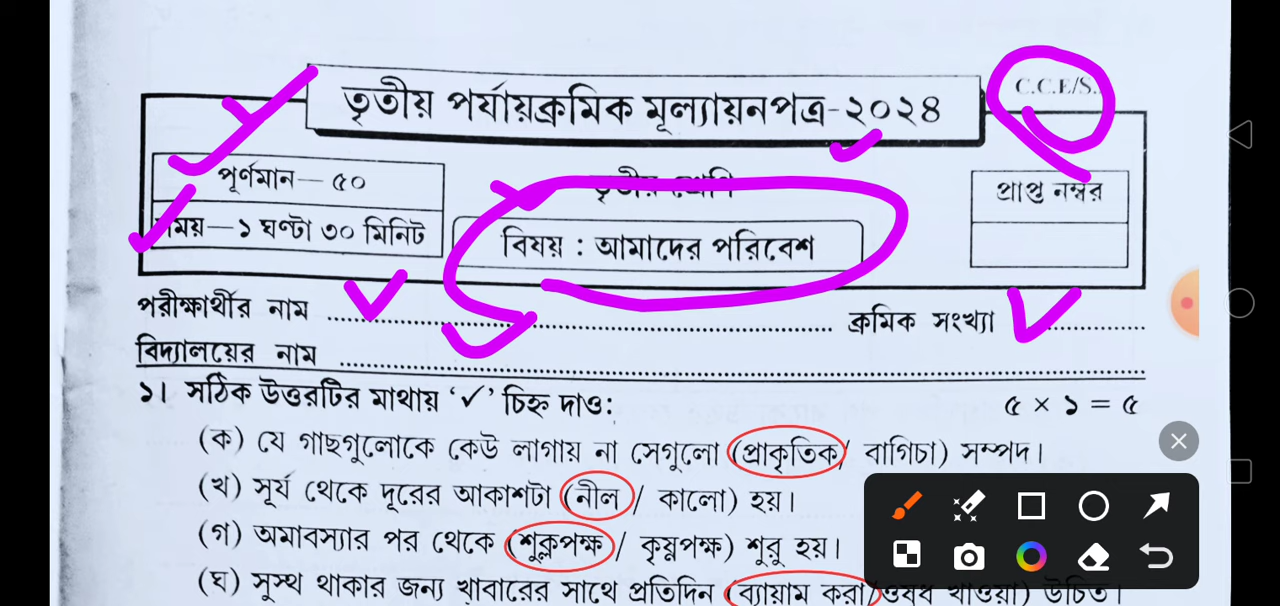 তৃতীয় পর্যায়ক্রমিক মূল্যায়নপত্র-২০২৪
C.C.E/S.
পূর্ণমান— ৫০
সময়—১ ঘণ্টা ৩০ মিনিট
তৃতীয় শ্রেণি
বিষয় : আমাদের পরিবেশ
প্রাপ্ত নম্বর
পরীক্ষার্থীর নাম ........................ ক্রমিক সংখ্যা ............
বিদ্যালয়ের নাম ........................
১। সঠিক উত্তরটির মাথায় ‘✓’ চিহ্ন দাও: ৫ × ১ = ৫
(ক) যে গাছগুলোকে কেউ লাগায় না সেগুলো (প্রাকৃতিক/ বাগিচা) সম্পদ।
(খ) সূর্য থেকে দূরের আকাশটা (নীল/ কালো) হয়।
(গ) অমাবস্যার পর থেকে (শুক্লপক্ষ/ কৃষ্ণপক্ষ) শুরু হয়।
(ঘ) সুস্থ থাকার জন্য খাবারের সাথে প্রতিদিন (ব্যায়াম করা/ওষুধ খাওয়া) উচিত।